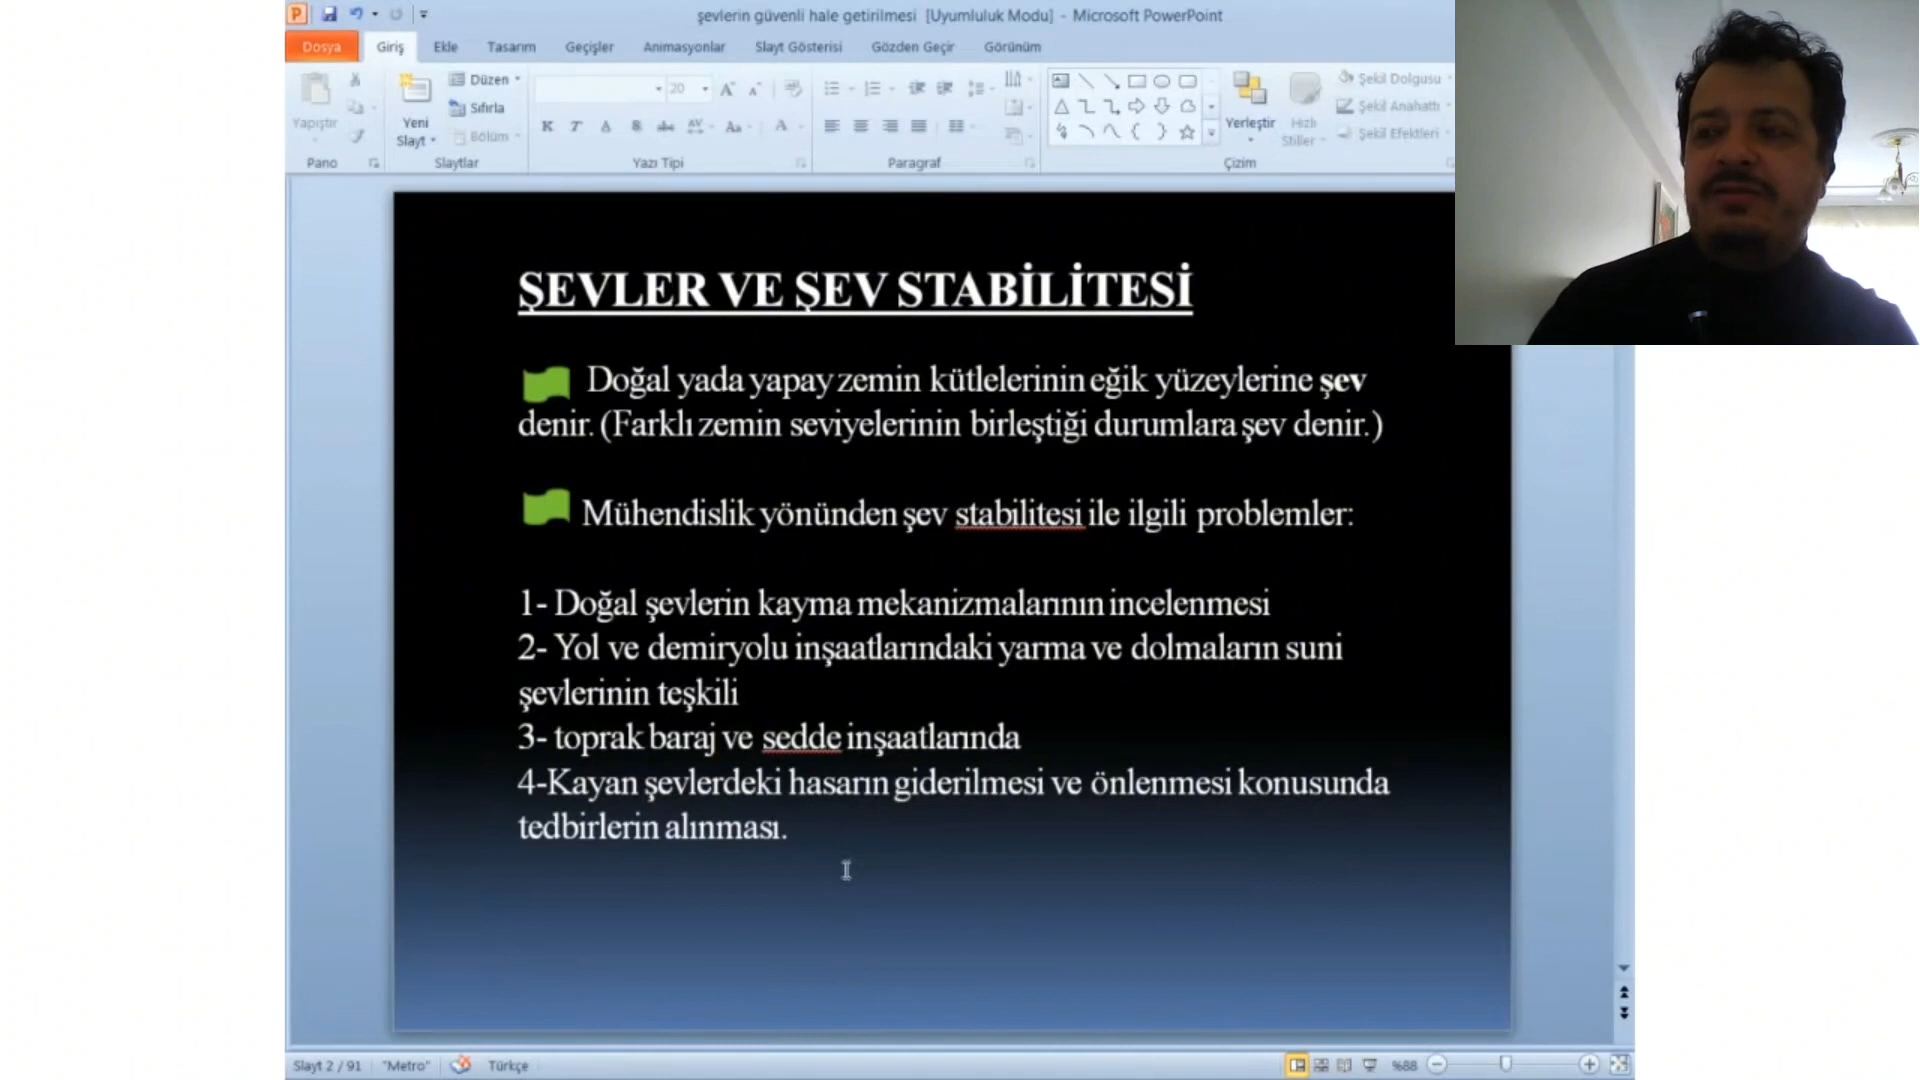 şevlerin güvenli hale getirilmesi [Uyumluluk Modu] - Microsoft PowerPoint
Dosya Giriş Ekle Tasarım Geçişler Animasyonlar Slayt Gösterisi Gözden Geçir Görünüm
Yapıştır
Pano
Yeni Slayt
Düzen
Sıfırla
Bölüm
Slaytlar
20
K T A S abc AV Aa A
Yazı Tipi
Paragraf
Yerleştir
Hızlı Stiller
Şekil Dolgusu
Şekil Anahattı
Şekil Efektleri
Çizim
ŞEVLER VE ŞEV STABİLİTESİ
Doğal yada yapay zemin kütlelerinin eğik yüzeylerine şev
denir. (Farklı zemin seviyelerinin birleştiği durumlara şev denir.)
Mühendislik yönünden şev stabilitesi ile ilgili problemler:
1- Doğal şevlerin kayma mekanizmalarının incelenmesi
2- Yol ve demiryolu inşaatlarındaki yarma ve dolmaların suni
şevlerinin teşkili
3- toprak baraj ve sedde inşaatlarında
4-Kayan şevlerdeki hasarın giderilmesi ve önlenmesi konusunda
tedbirlerin alınması.
Slayt 2 / 91 "Metro" Türkçe %88